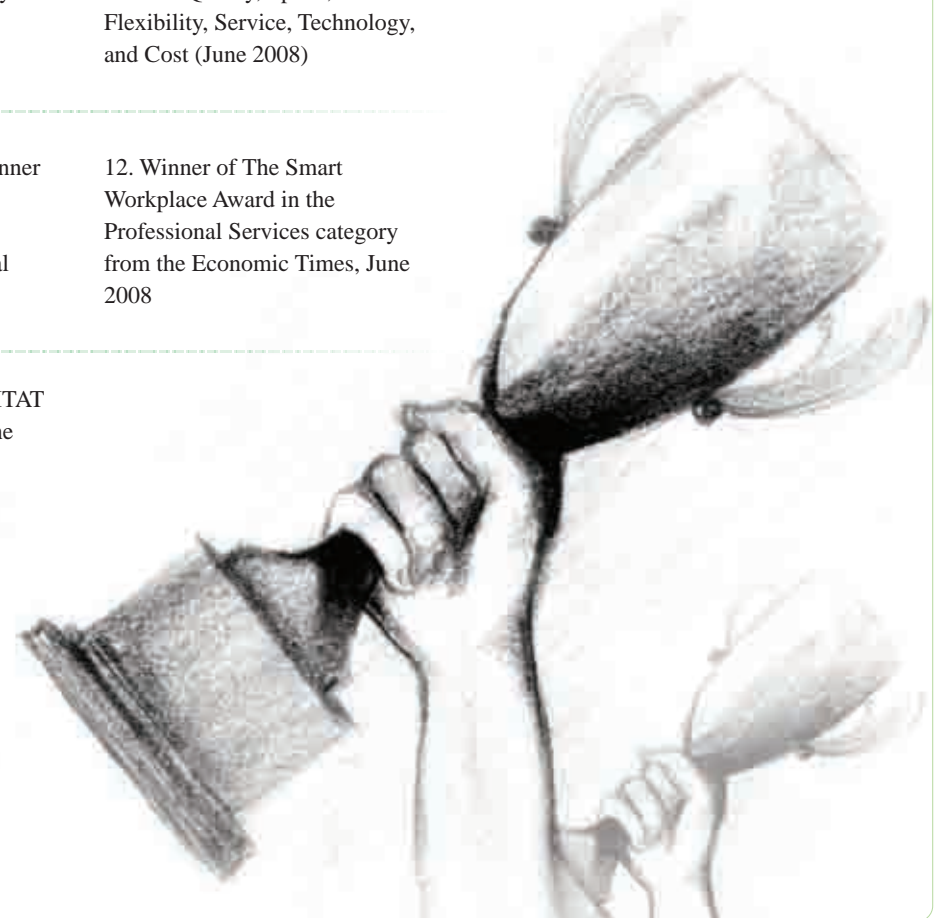 Flexibility, Service, Technology,
and Cost (June 2008)
12. Winner of The Smart
Workplace Award in the
Professional Services category
from the Economic Times, June
2008